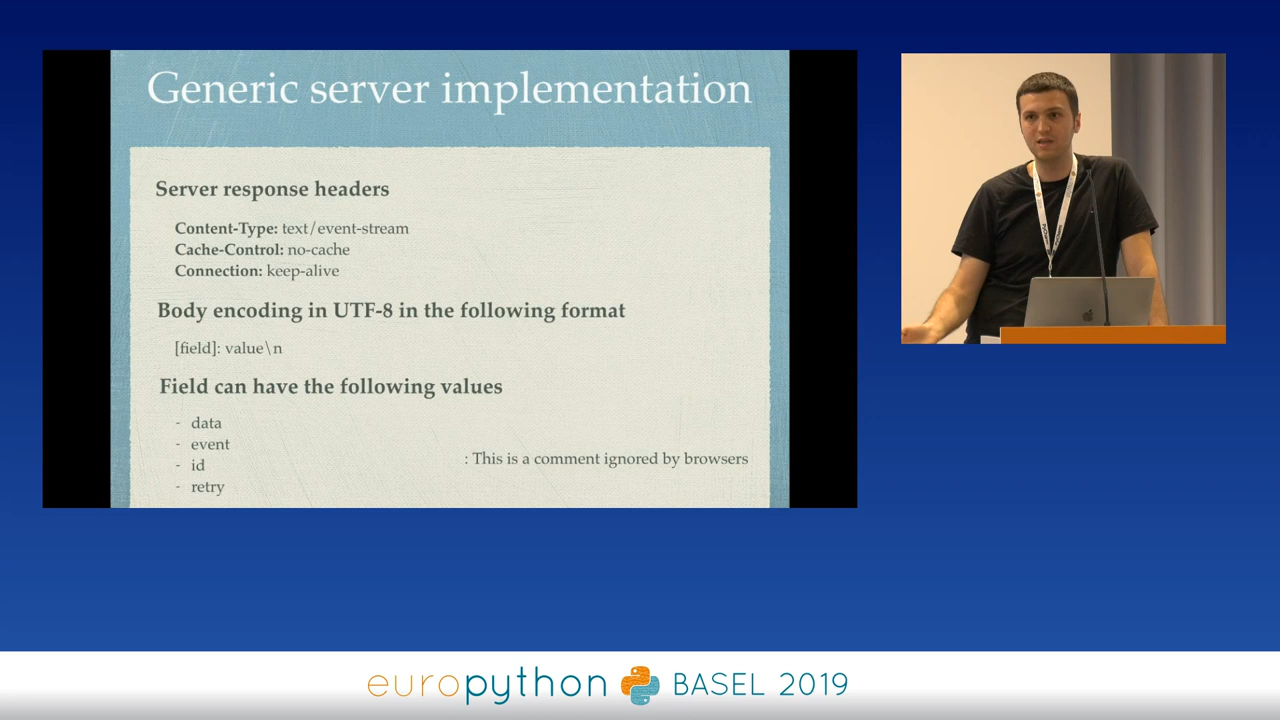 Generic server implementation
Server response headers
Content-Type: text/event-stream
Cache-Control: no-cache
Connection: keep-alive
Body encoding in UTF-8 in the following format
[field]: value\n
Field can have the following values
- data
- event
- id
- retry
: This is a comment ignored by browsers
europython BASEL 2019